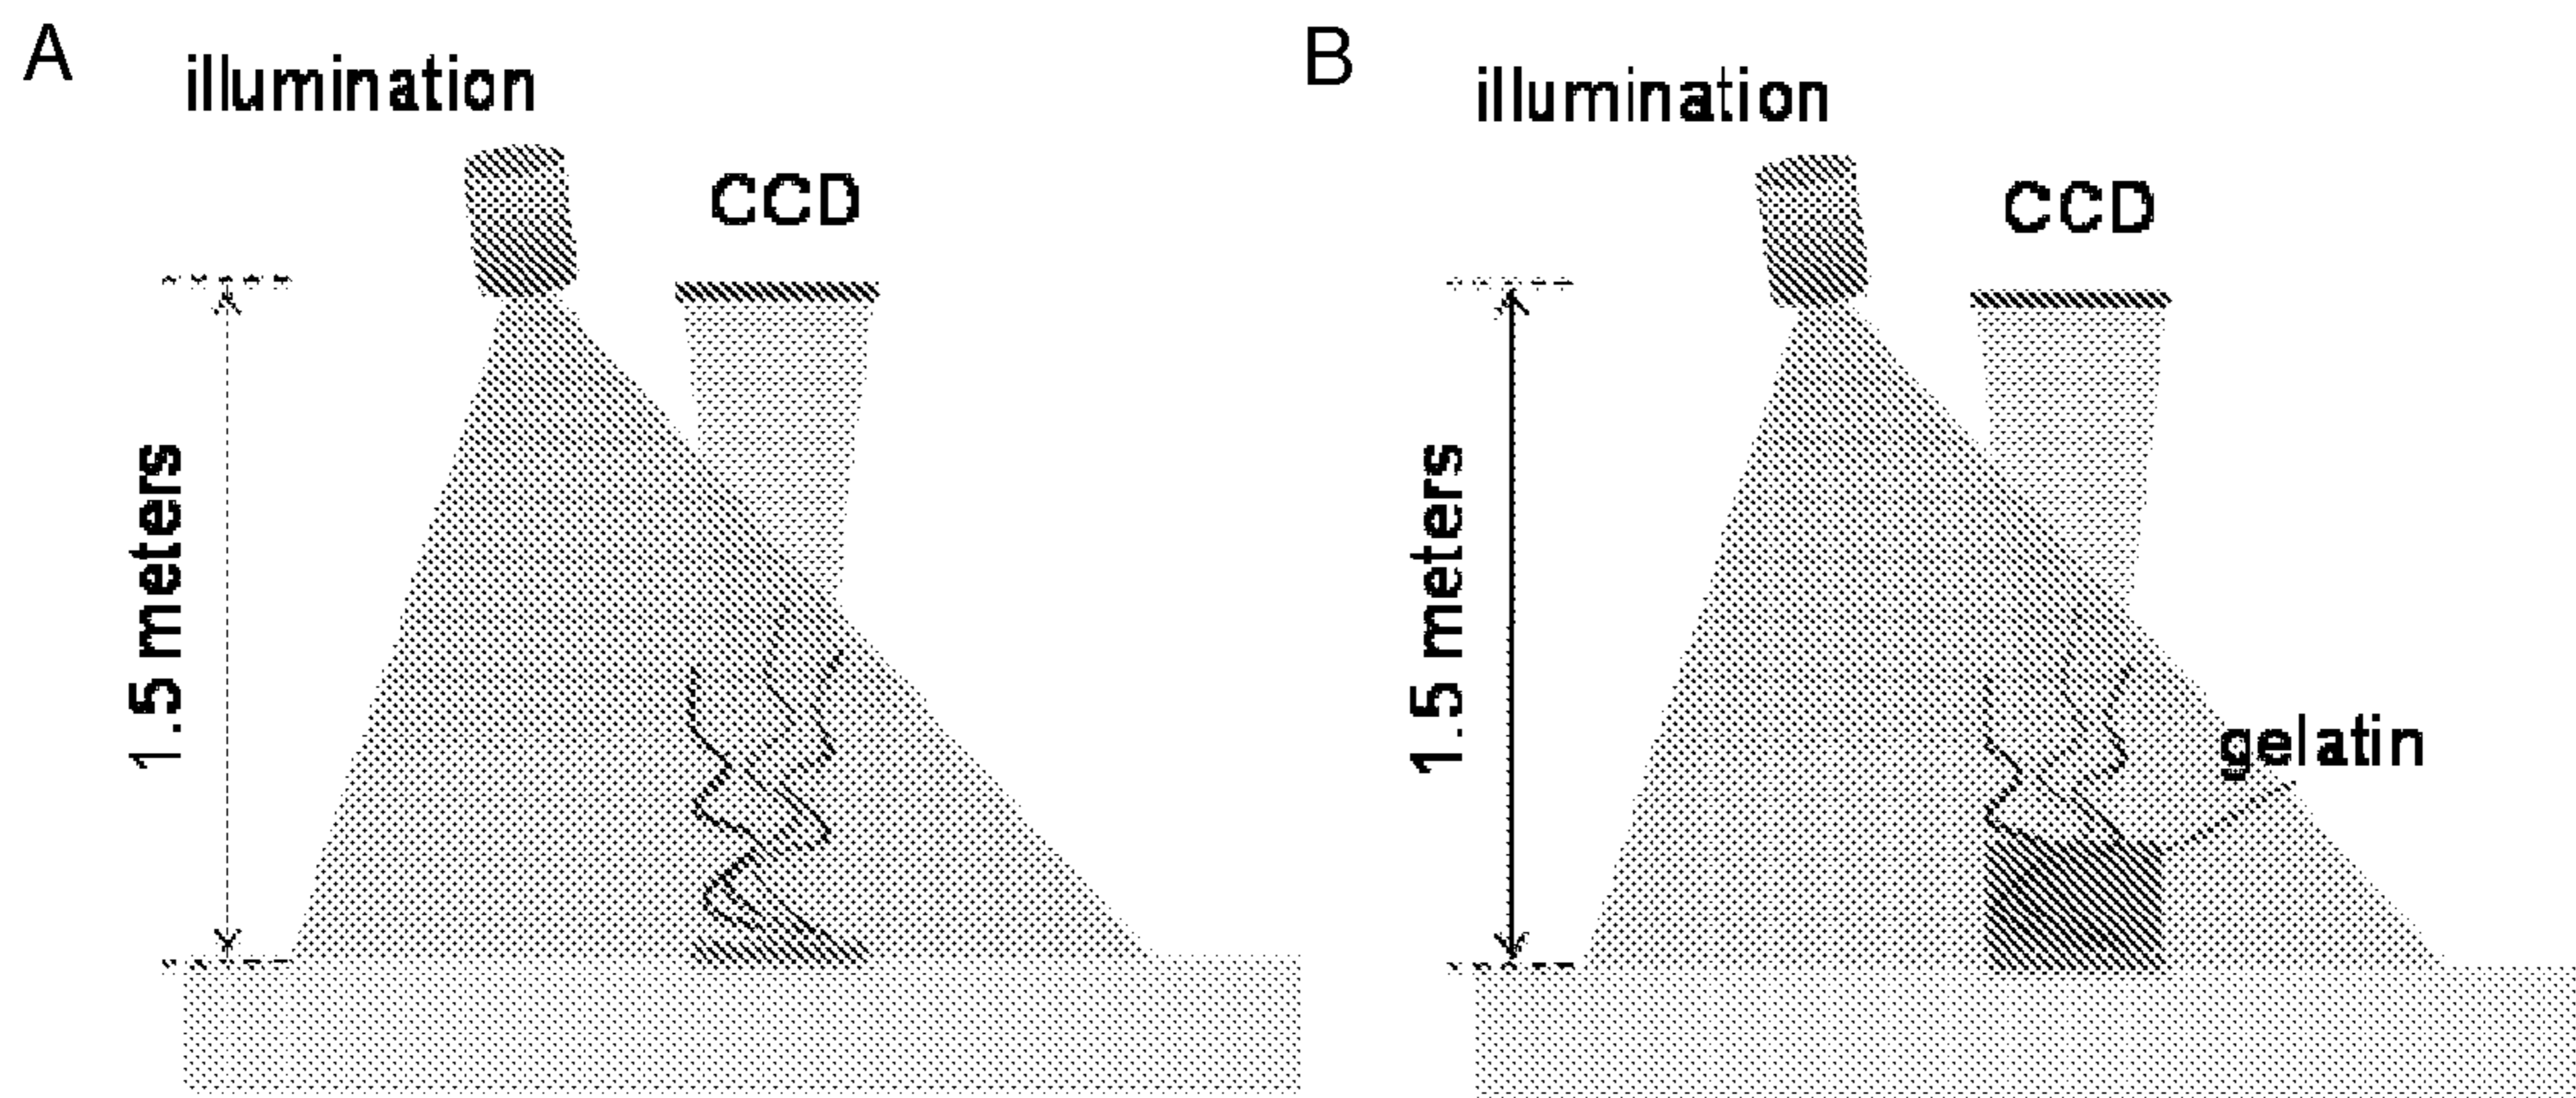 A
illumination
CCD
1.5 meters
B
illumination
CCD
1.5 meters
gelatin